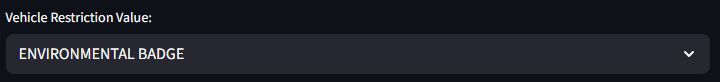 Vehicle Restriction Value:
ENVIRONMENTAL BADGE